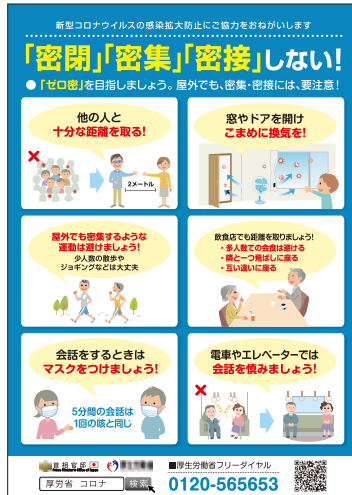 新型コロナウイルスの感染拡大防止にご協力をおねがいします
「密閉」「密集」「密接」しない!
●「ゼロ密」を目指しましょう。屋外でも、密集・密接には、要注意!
他の人と
十分な距離を取る!
2メートル
窓やドアを開け
こまめに換気を!
屋外でも密集するような
運動は避けましょう!
少人数の散歩や
ジョギングなどは大丈夫
飲食店でも距離を取りましょう!
・多人数での会食は避ける
・隣と一つ飛ばしに座る
・互い違いに座る
会話をするときは
マスクをつけましょう!
5分間の会話は
1回の咳と同じ
電車やエレベーターでは
会話を慎みましょう!
首相官邸
厚労省 コロナ 検索
■厚生労働省フリーダイヤル
0120-565653